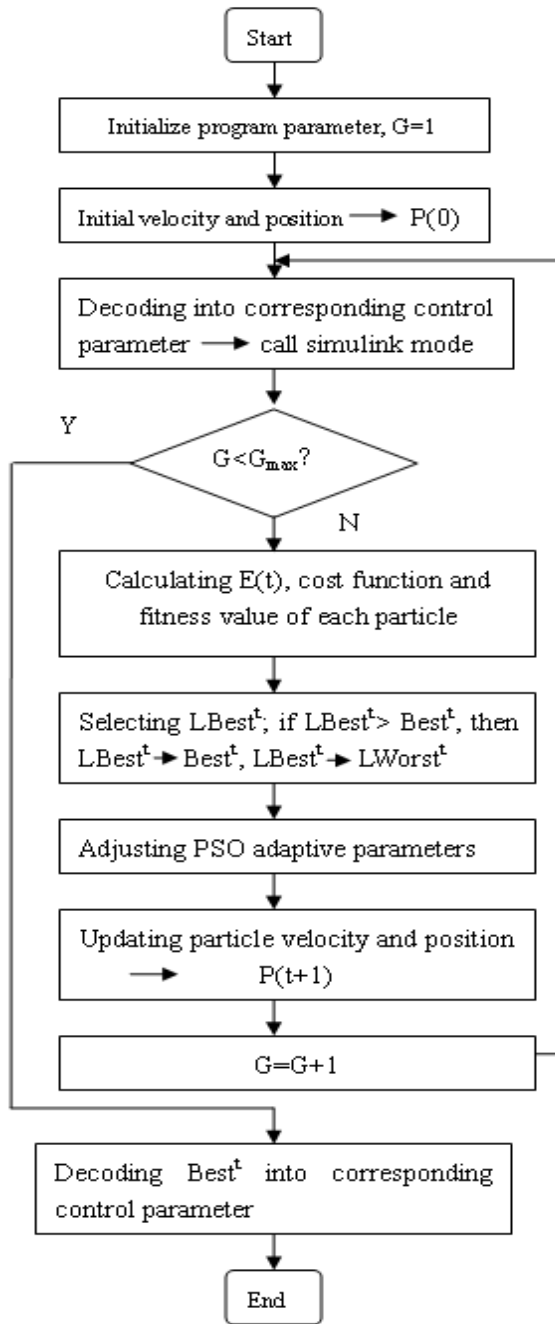 Start
Initialize program parameter, G=1
Initial velocity and position → P(0)
Decoding into corresponding control
parameter → call simulink mode
Y
G<Gmax?
N
Calculating E(t), cost function and
fitness value of each particle
Selecting LBestᵗ; if LBestᵗ> Bestᵗ, then
LBestᵗ→ Bestᵗ, LBestᵗ→ LWorstᵗ
Adjusting PSO adaptive parameters
Updating particle velocity and position
→ P(t+1)
G=G+1
Decoding Bestᵗ into corresponding
control parameter
End